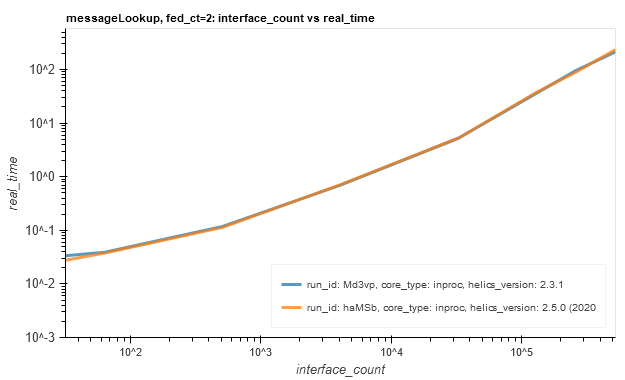 messageLookup, fed_ct=2: interface_count vs real_time
10^2
10^1
10^0
10^-1
10^-2
10^-3
real_time
run_id: Md3vp, core_type: inproc, helics_version: 2.3.1
run_id: haMSb, core_type: inproc, helics_version: 2.5.0 (2020
10^2
10^3
10^4
10^5
interface_count